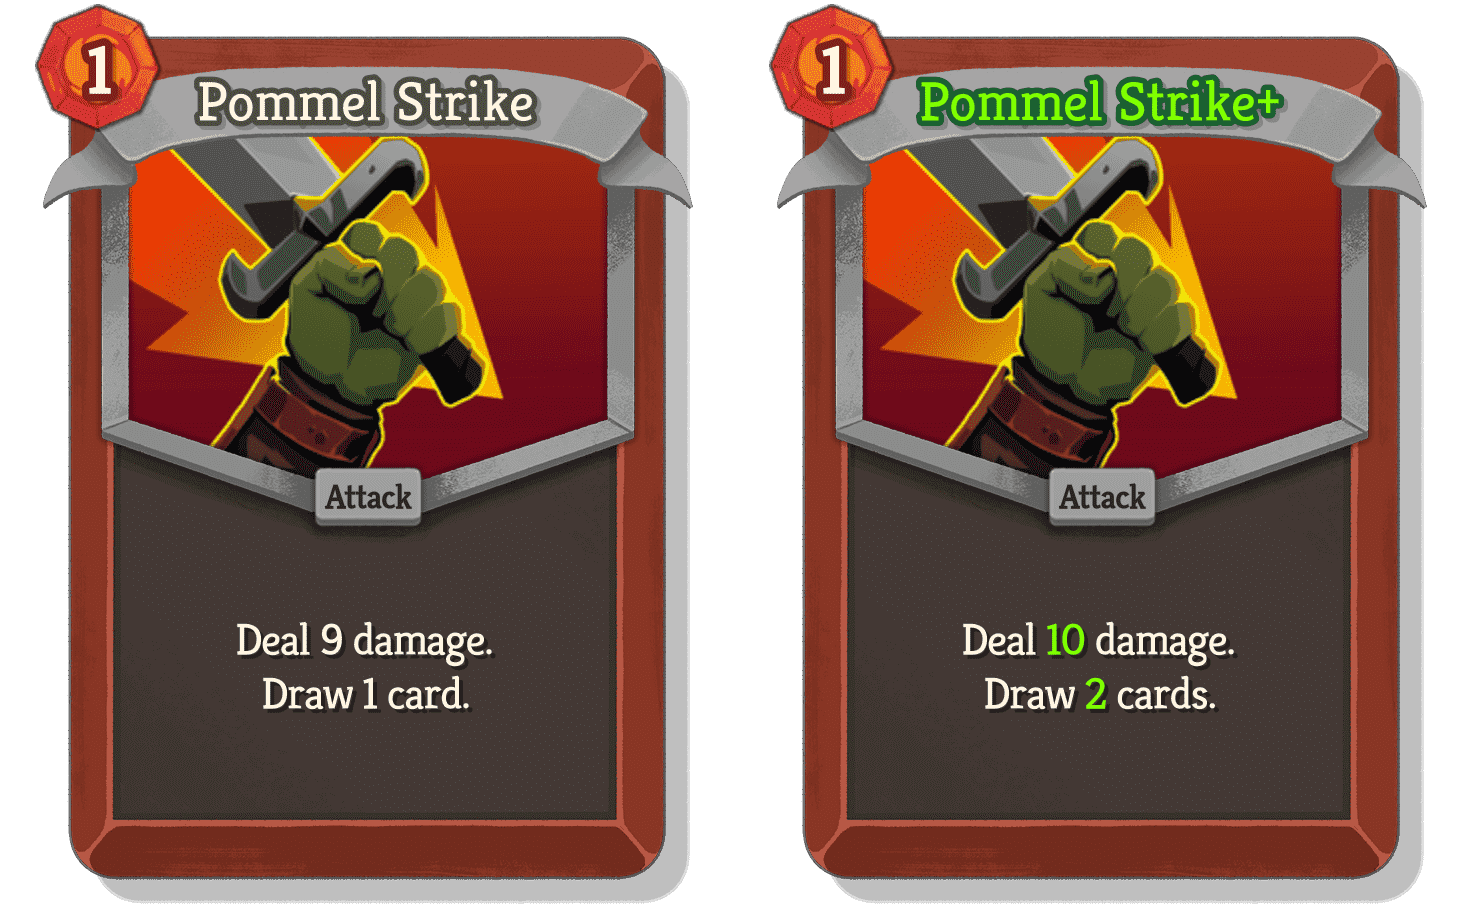 1
Pommel Strike
Attack
Deal 9 damage.
Draw 1 card.
1
Pommel Strike+
Attack
Deal 10 damage.
Draw 2 cards.